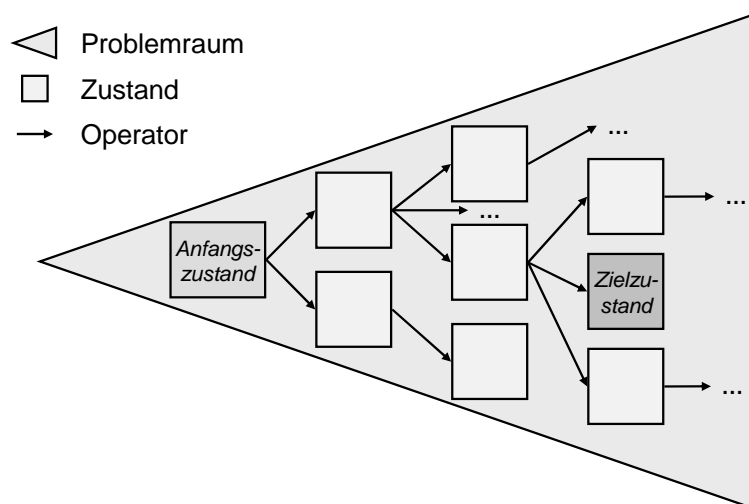 Problemraum
Zustand
Operator
...
...
...
Anfangs-
zustand
Zielzu-
stand
...